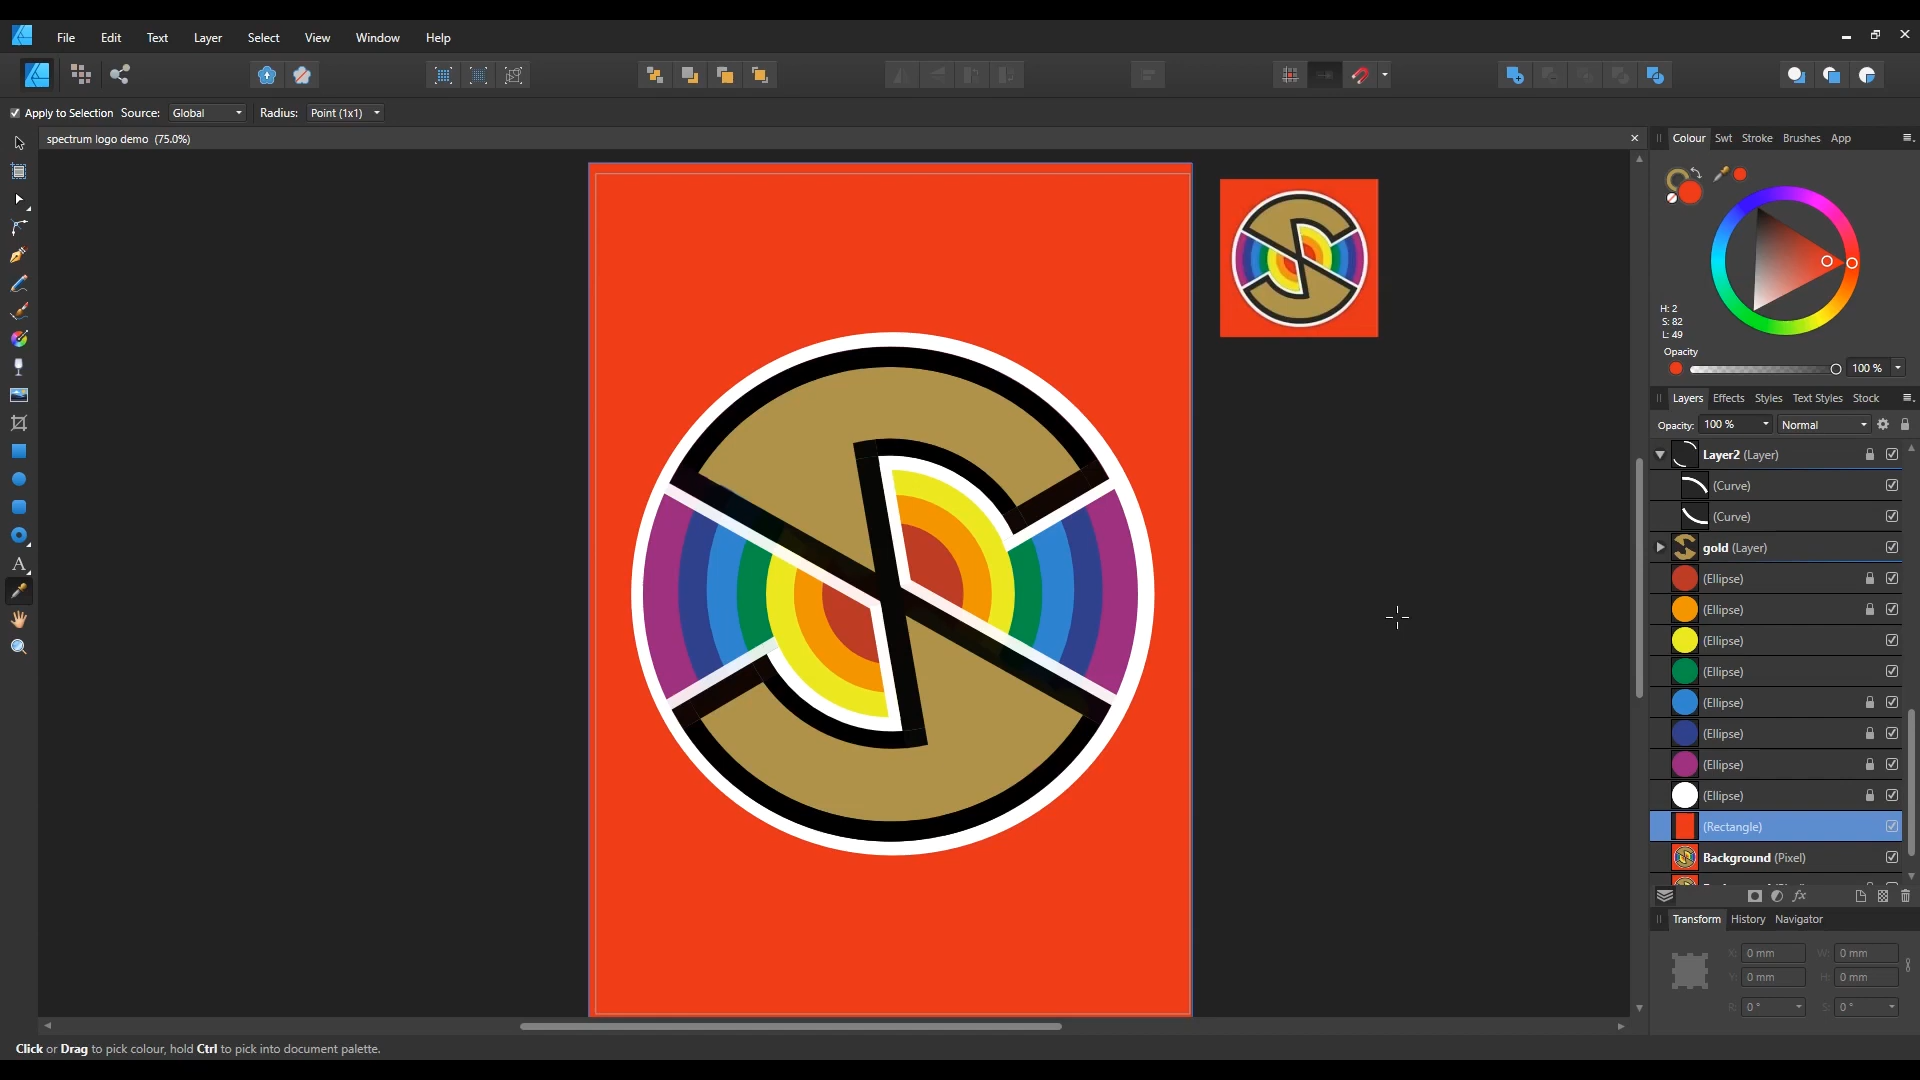 File Edit Text Layer Select View Window Help
Apply to Selection Source: Global Radius: Point (1x1)
spectrum logo demo (75.0%)
Colour Swt Stroke Brushes App
H: 2
S: 82
L: 49
Opacity
100 %
Layers Effects Styles Text Styles Stock
Opacity: 100 % Normal
Layer2 (Layer)
(Curve)
(Curve)
gold (Layer)
(Ellipse)
(Ellipse)
(Ellipse)
(Ellipse)
(Ellipse)
(Ellipse)
(Ellipse)
(Ellipse)
(Rectangle)
Background (Pixel)
Transform History Navigator
X: 0 mm W: 0 mm
Y: 0 mm H: 0 mm
R: 0 ° S: 0 °
Click or Drag to pick colour, hold Ctrl to pick into document palette.